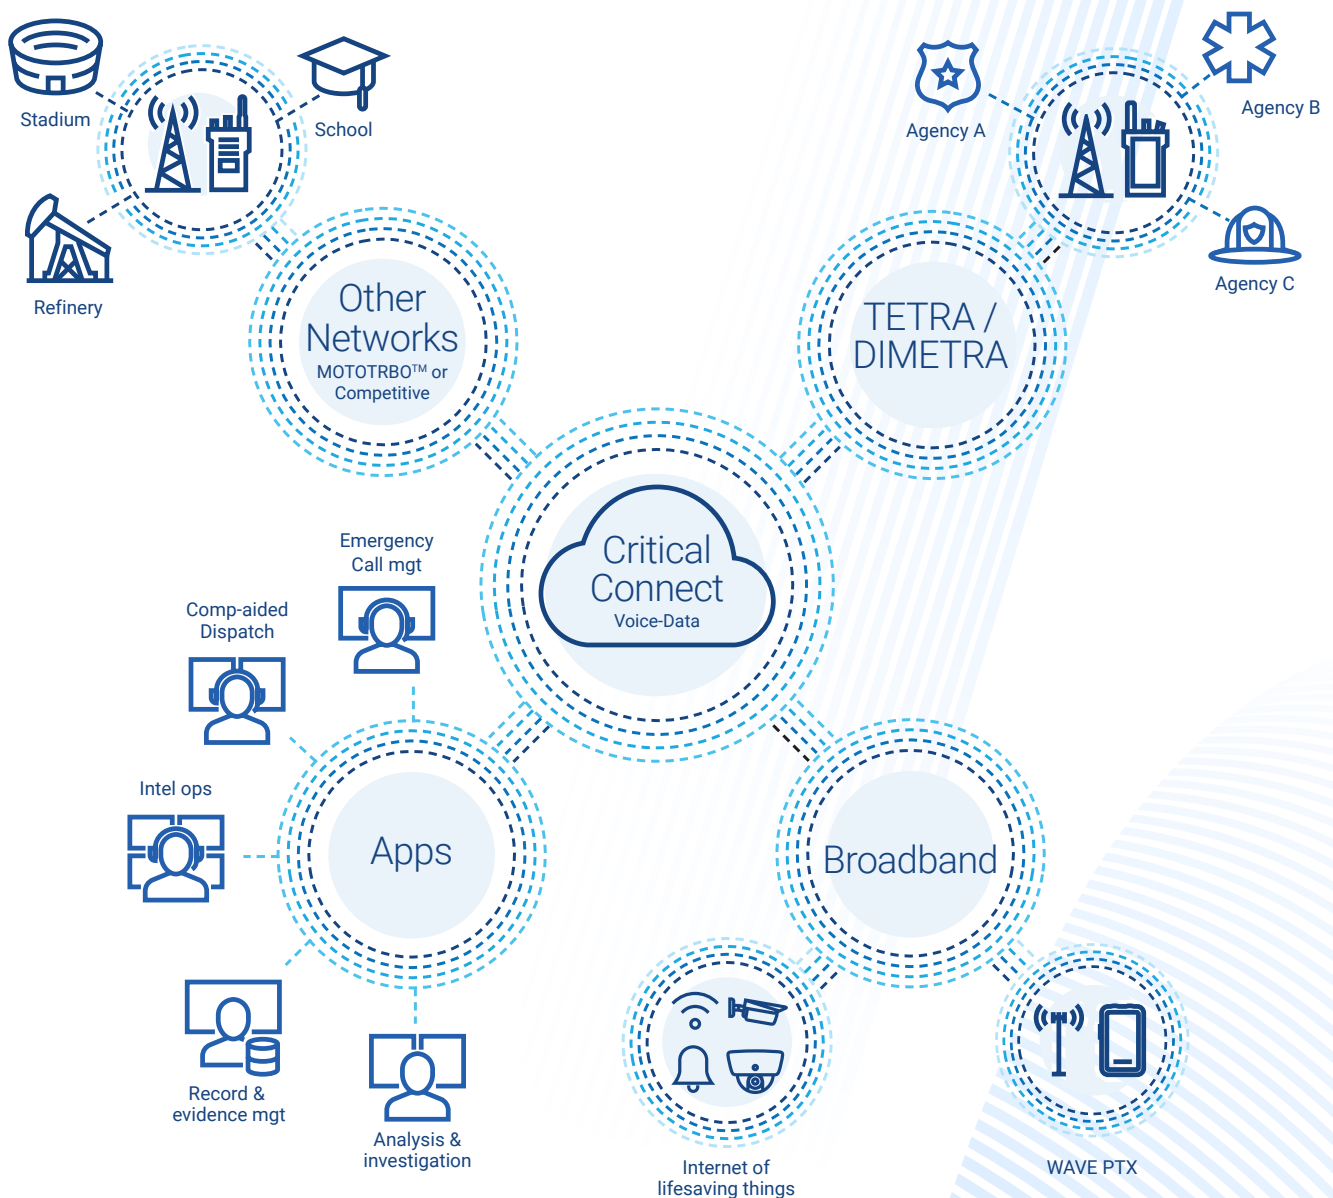 Stadium
School
Refinery
Agency A
Agency B
Agency C
Other
Networks
MOTOTRBO™ or
Competitive
TETRA /
DIMETRA
Critical
Connect
Voice-Data
Emergency
Call mgt
Comp-aided
Dispatch
Intel ops
Apps
Broadband
Record &
evidence mgt
Analysis &
investigation
Internet of
lifesaving things
WAVE PTX